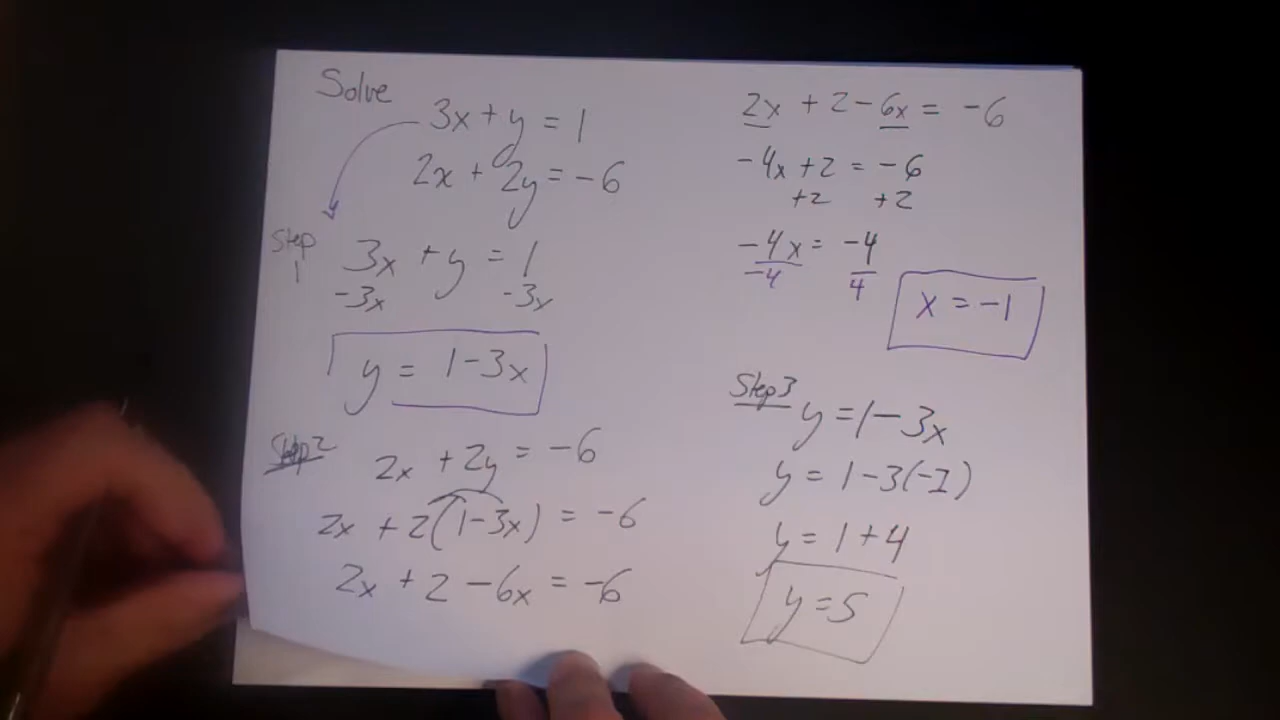 Solve
3x + y = 1
2x + 2y = -6
Step 1
3x + y = 1
-3x -3x
y = 1-3x
Step 2
2x + 2y = -6
2x + 2(1-3x) = -6
2x + 2 - 6x = -6
2x + 2 - 6x = -6
-4x + 2 = -6
+2 +2
-4x = -4
-4 4
x = -1
Step 3
y = 1 - 3x
y = 1 - 3(-1)
y = 1 + 4
y = 5